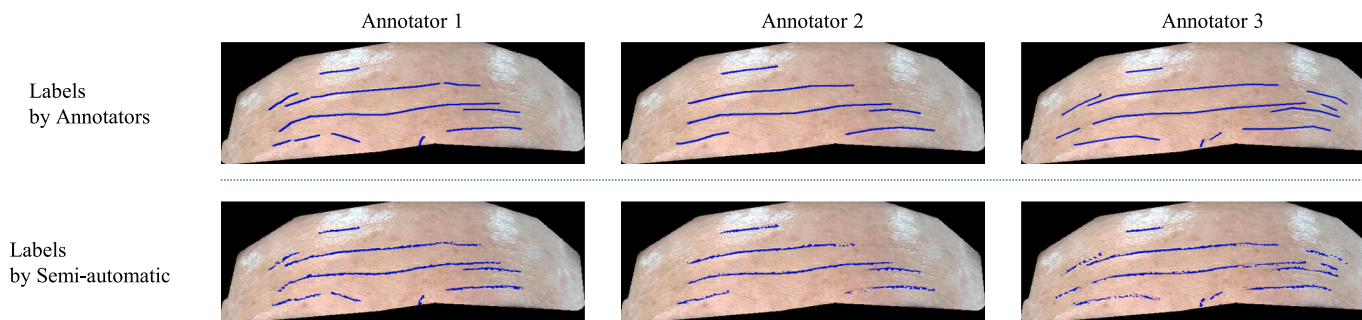 Annotator 1
Annotator 2
Annotator 3
Labels
by Annotators
Labels
by Semi-automatic